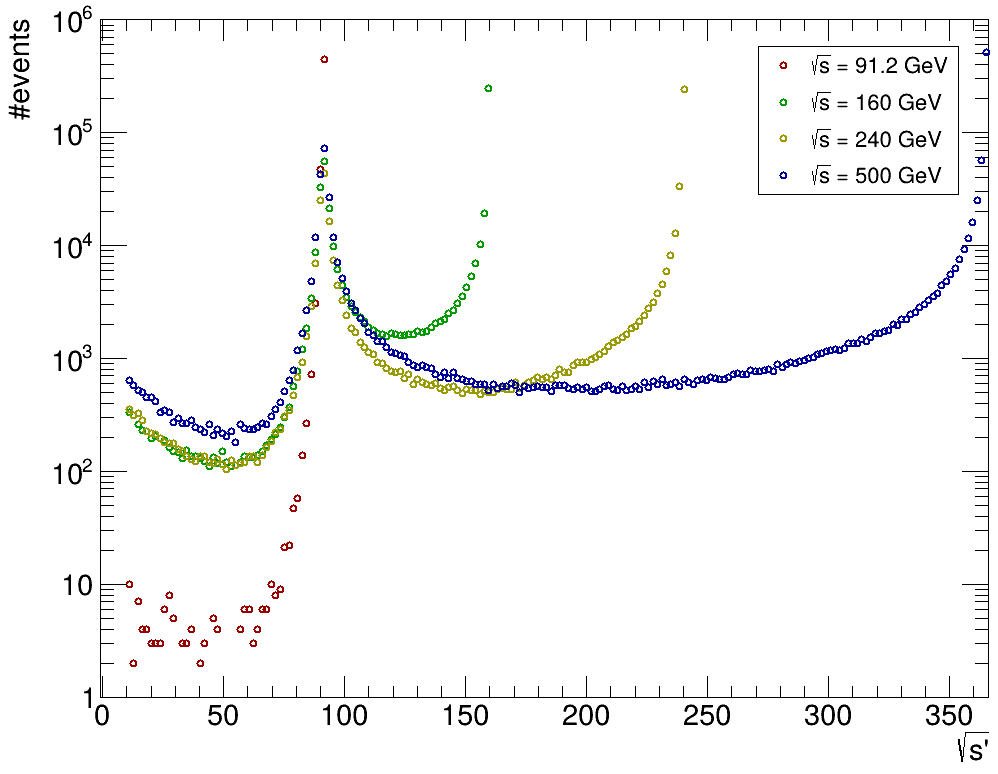 #events
10⁶
10⁵
10⁴
10³
10²
10
1
0 50 100 150 200 250 300 350
√s'
√s = 91.2 GeV
√s = 160 GeV
√s = 240 GeV
√s = 500 GeV